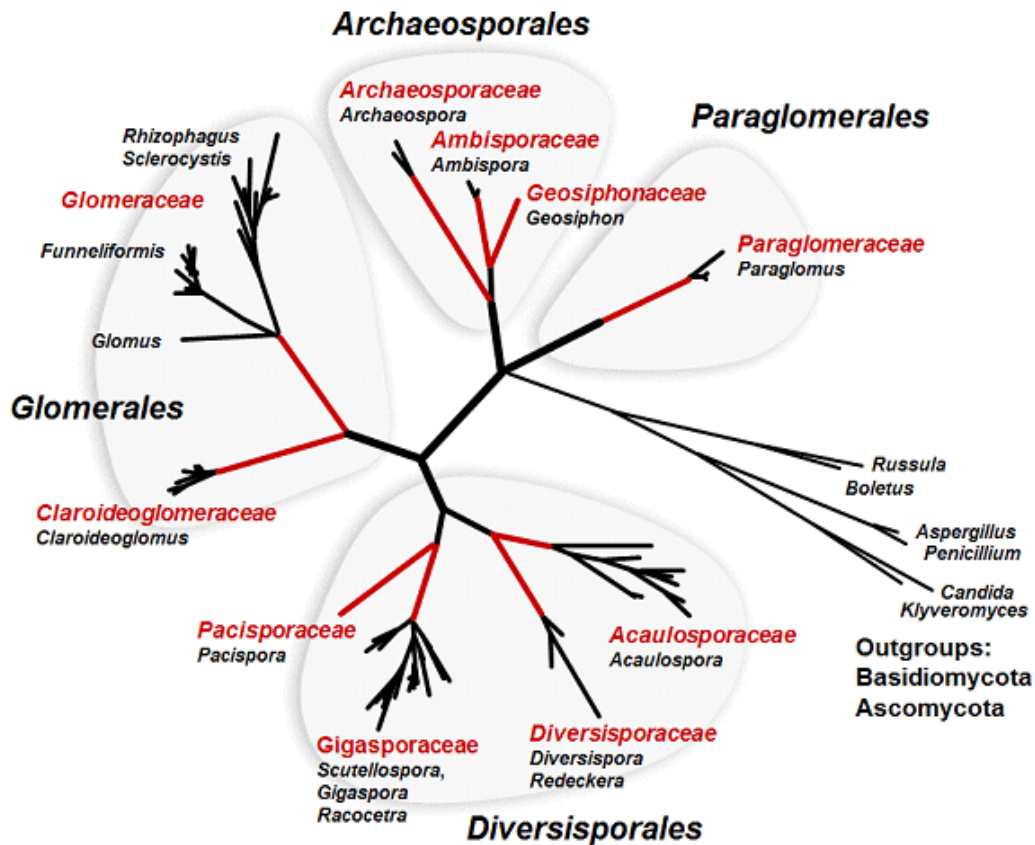 Archaeosporales
Archaeosporaceae
Archaeospora
Ambisporaceae
Ambispora
Geosiphonaceae
Geosiphon
Paraglomerales
Paraglomeraceae
Paraglomus
Rhizophagus
Sclerocystis
Glomeraceae
Funneliformis
Glomus
Glomerales
Claroideoglomeraceae
Claroideoglomus
Russula
Boletus
Aspergillus
Penicillium
Candida
Klyveromyces
Outgroups:
Basidiomycota
Ascomycota
Pacisporaceae
Pacispora
Gigasporaceae
Scutellospora,
Gigaspora
Racocetra
Diversisporaceae
Diversispora
Redeckera
Acaulosporaceae
Acaulospora
Diversisporales